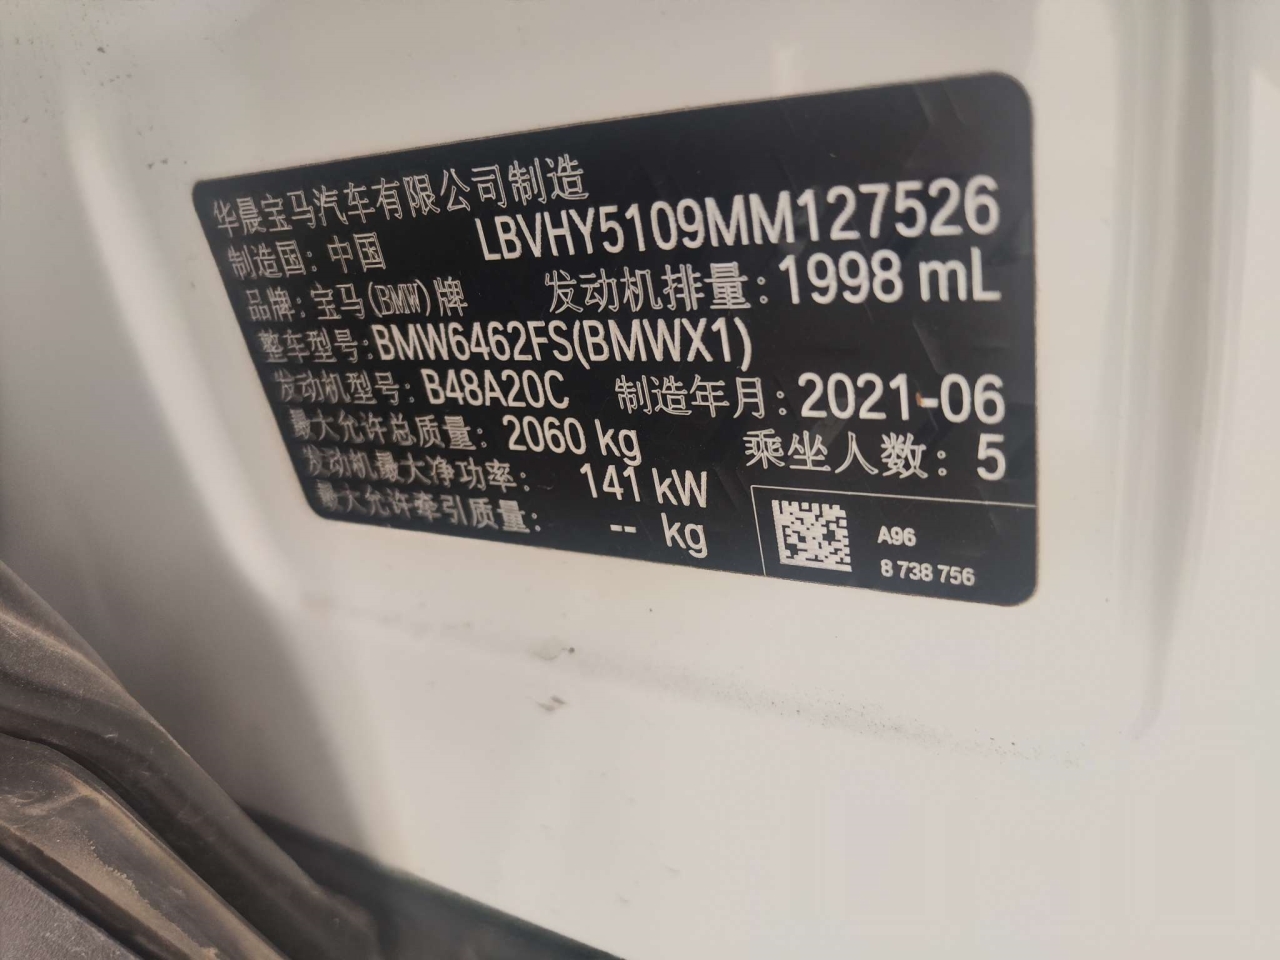 华晨宝马汽车有限公司制造
制造国：中国 LBVHY5109MM127526
品牌：宝马(BMW)牌 发动机排量：1998 mL
整车型号：BMW6462FS(BMWX1)
发动机型号：B48A20C 制造年月：2021-06
最大允许总质量：2060 kg 乘坐人数：5
发动机最大净功率：141 kW
最大允许牵引质量：-- kg
A96
8 738 756